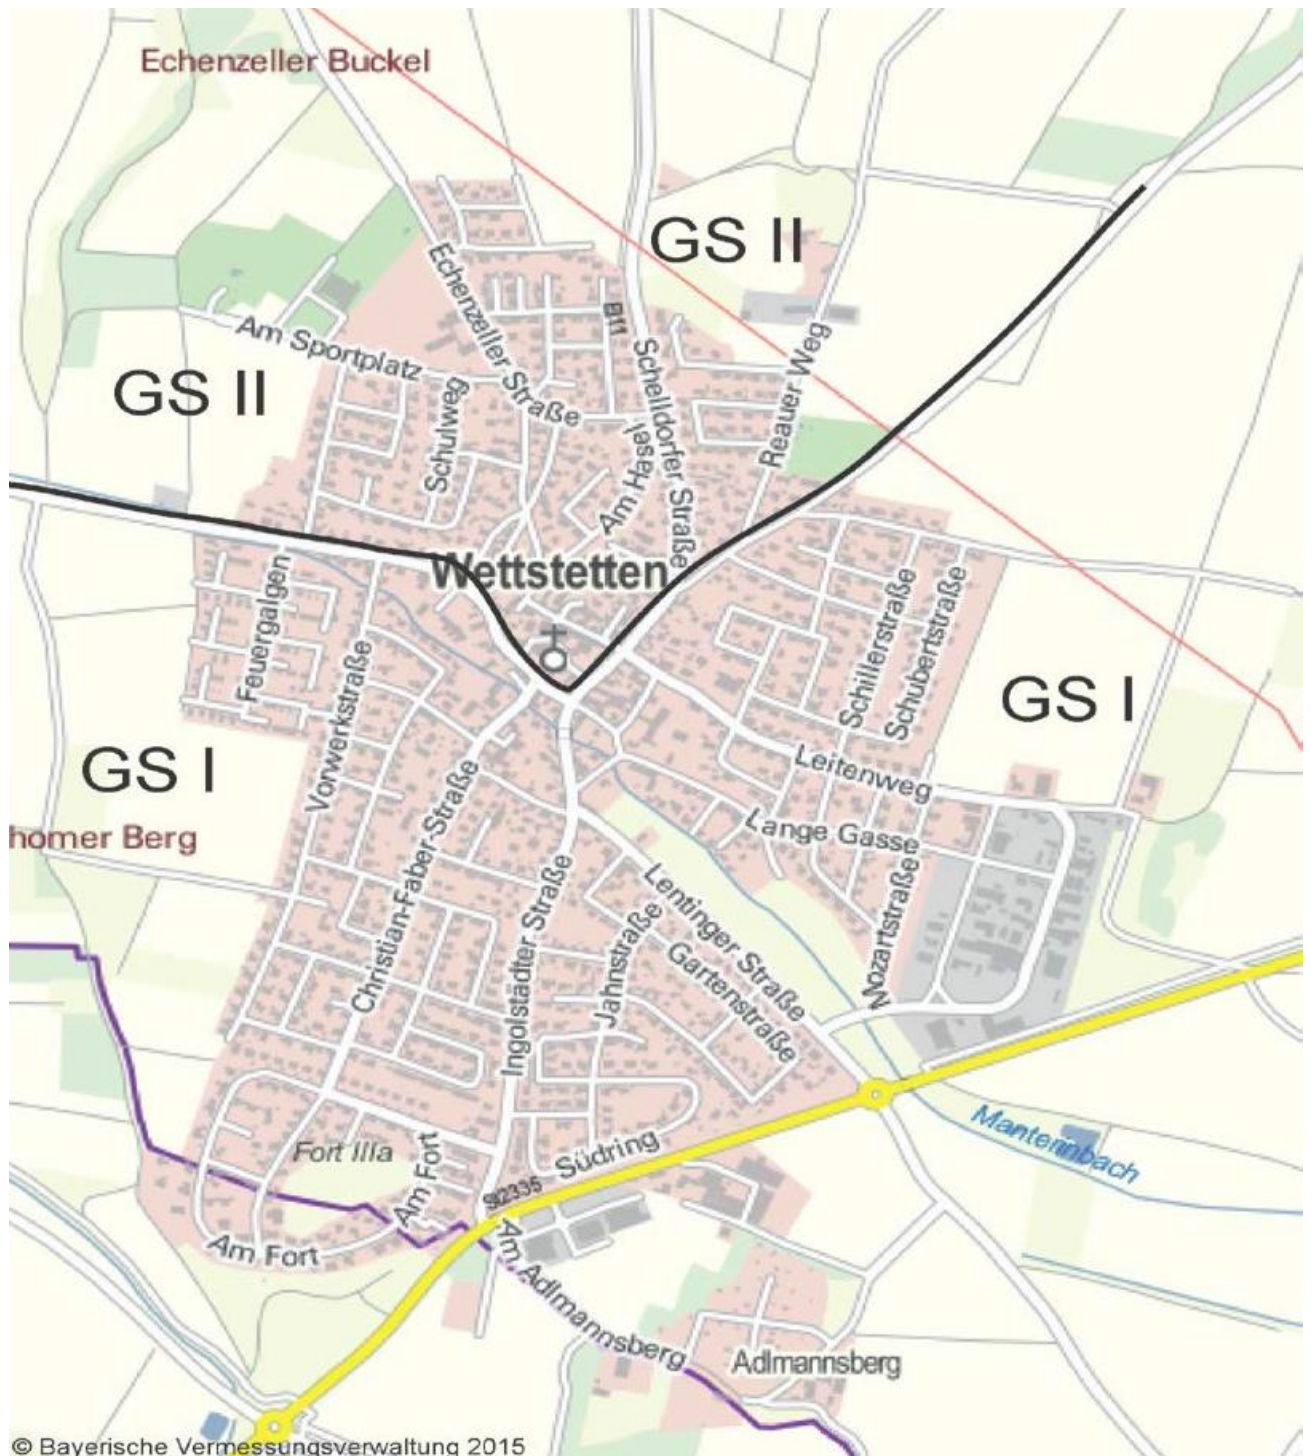 Echenzeller Buckel
GS II
Echenzeller Straße
B11
Am Sportplatz
Schelldorfer Straße
Reauer Weg
GS II
Schulweg
Am Hasel
Wettstetten
Feuergalgen
Schillerstraße
Schubertstraße
Vorwerkstraße
GS I
GS I
Leitenweg
homer Berg
Lange Gasse
Christian-Faber-Straße
Ingolstädter Straße
Lentinger Straße
Mozartstraße
Jahnstraße
Gartenstraße
Manterinbach
Fort IIIa
Am Fort
Südring
St2335
Am Fort
Am Adlmannsberg
Adlmannsberg
© Bayerische Vermessungsverwaltung 2015